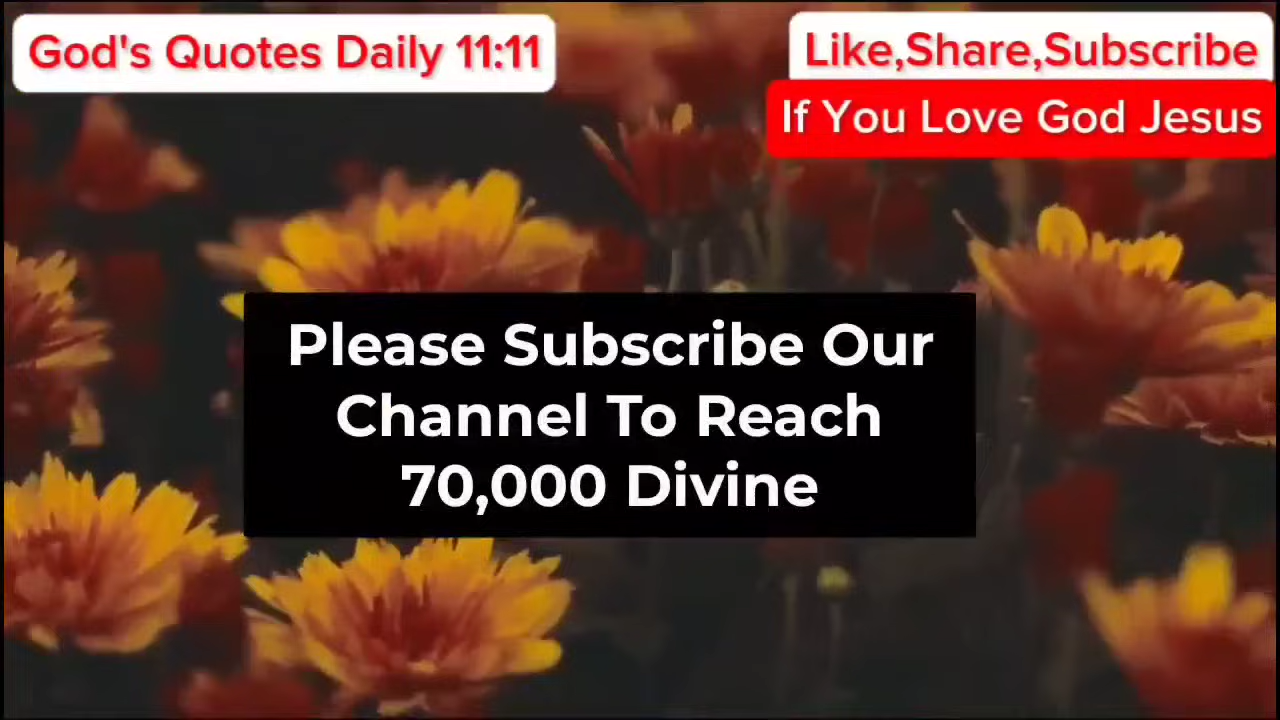 God's Quotes Daily 11:11
Like,Share,Subscribe
If You Love God Jesus
Please Subscribe Our
Channel To Reach
70,000 Divine